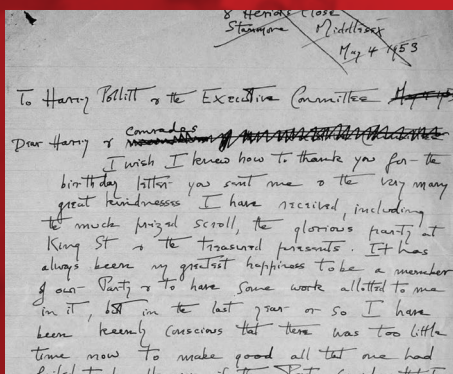 8 Heriots Close
Stanmore Middlesex
May 4 1953
To Harry Pollitt & the Executive Committee
Dear Harry & comrades
I wish I knew how to thank you for the
birthday letter you sent me & the very many
great kindnesses I have received, including
the much prized scroll, the glorious party at
King St & the treasured presents. It has
always been my greatest happiness to be a member
of our Party & to have some work allotted to me
in it, but in the last year or so I have
been keenly conscious that there was too little
time now to make good all that one had
failed to